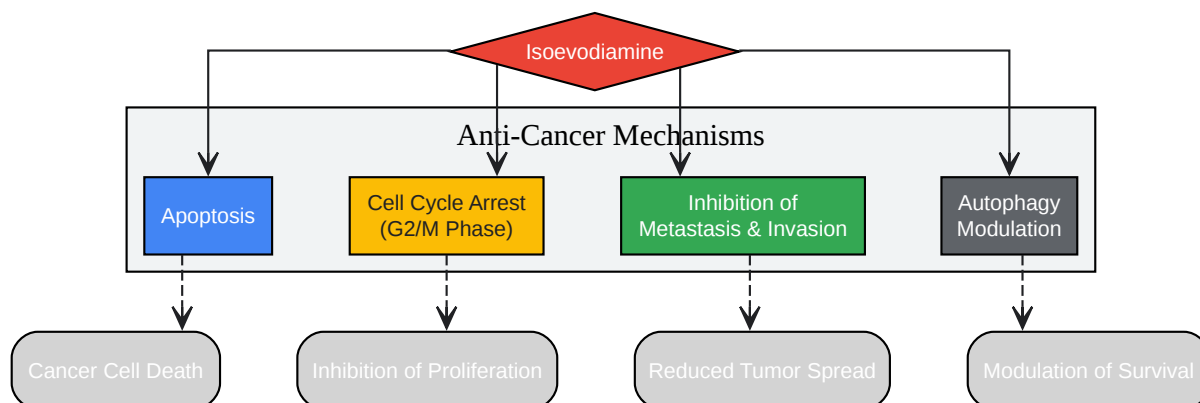 Isoevodiamine
Anti-Cancer Mechanisms
Apoptosis
Cell Cycle Arrest
(G2/M Phase)
Inhibition of
Metastasis & Invasion
Autophagy
Modulation
Cancer Cell Death
Inhibition of Proliferation
Reduced Tumor Spread
Modulation of Survival